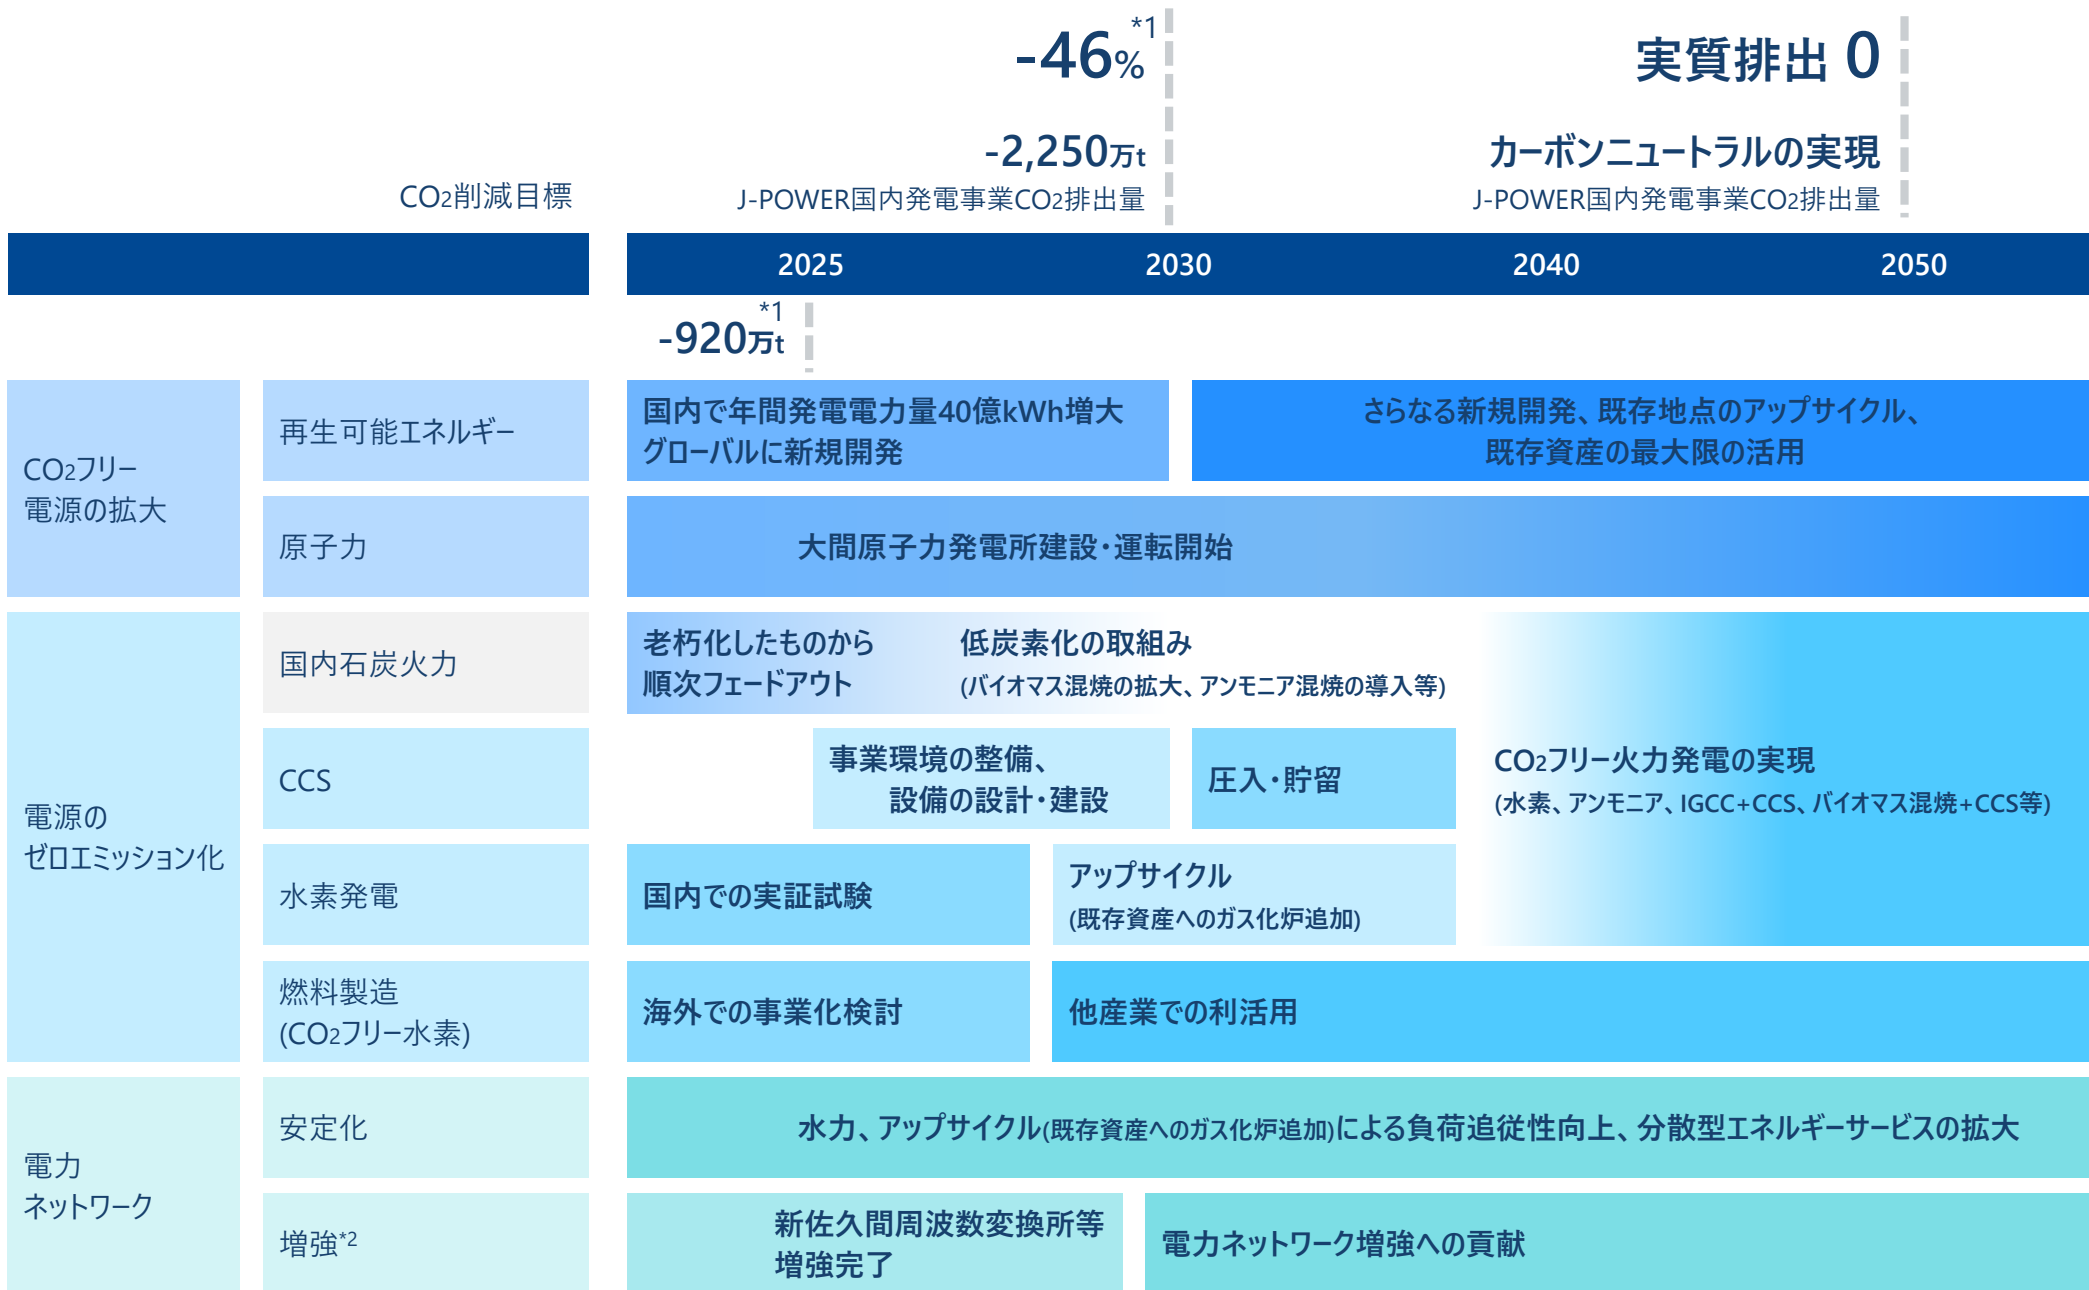 -46% *1
実質排出 0
-2,250万t
カーボンニュートラルの実現
CO2削減目標
J-POWER国内発電事業CO2排出量
J-POWER国内発電事業CO2排出量
2025
2030
2040
2050
-920万t *1
CO2フリー
電源の拡大
再生可能エネルギー
国内で年間発電電力量40億kWh増大
グローバルに新規開発
さらなる新規開発、既存地点のアップサイクル、
既存資産の最大限の活用
原子力
大間原子力発電所建設・運転開始
電源の
ゼロエミッション化
国内石炭火力
老朽化したものから
順次フェードアウト
低炭素化の取組み
(バイオマス混焼の拡大、アンモニア混焼の導入等)
CCS
事業環境の整備、
設備の設計・建設
圧入・貯留
CO2フリー火力発電の実現
(水素、アンモニア、IGCC+CCS、バイオマス混焼+CCS等)
水素発電
国内での実証試験
アップサイクル
(既存資産へのガス化炉追加)
燃料製造
(CO2フリー水素)
海外での事業化検討
他産業での利活用
電力
ネットワーク
安定化
水力、アップサイクル(既存資産へのガス化炉追加)による負荷追従性向上、分散型エネルギーサービスの拡大
増強*2
新佐久間周波数変換所等
増強完了
電力ネットワーク増強への貢献